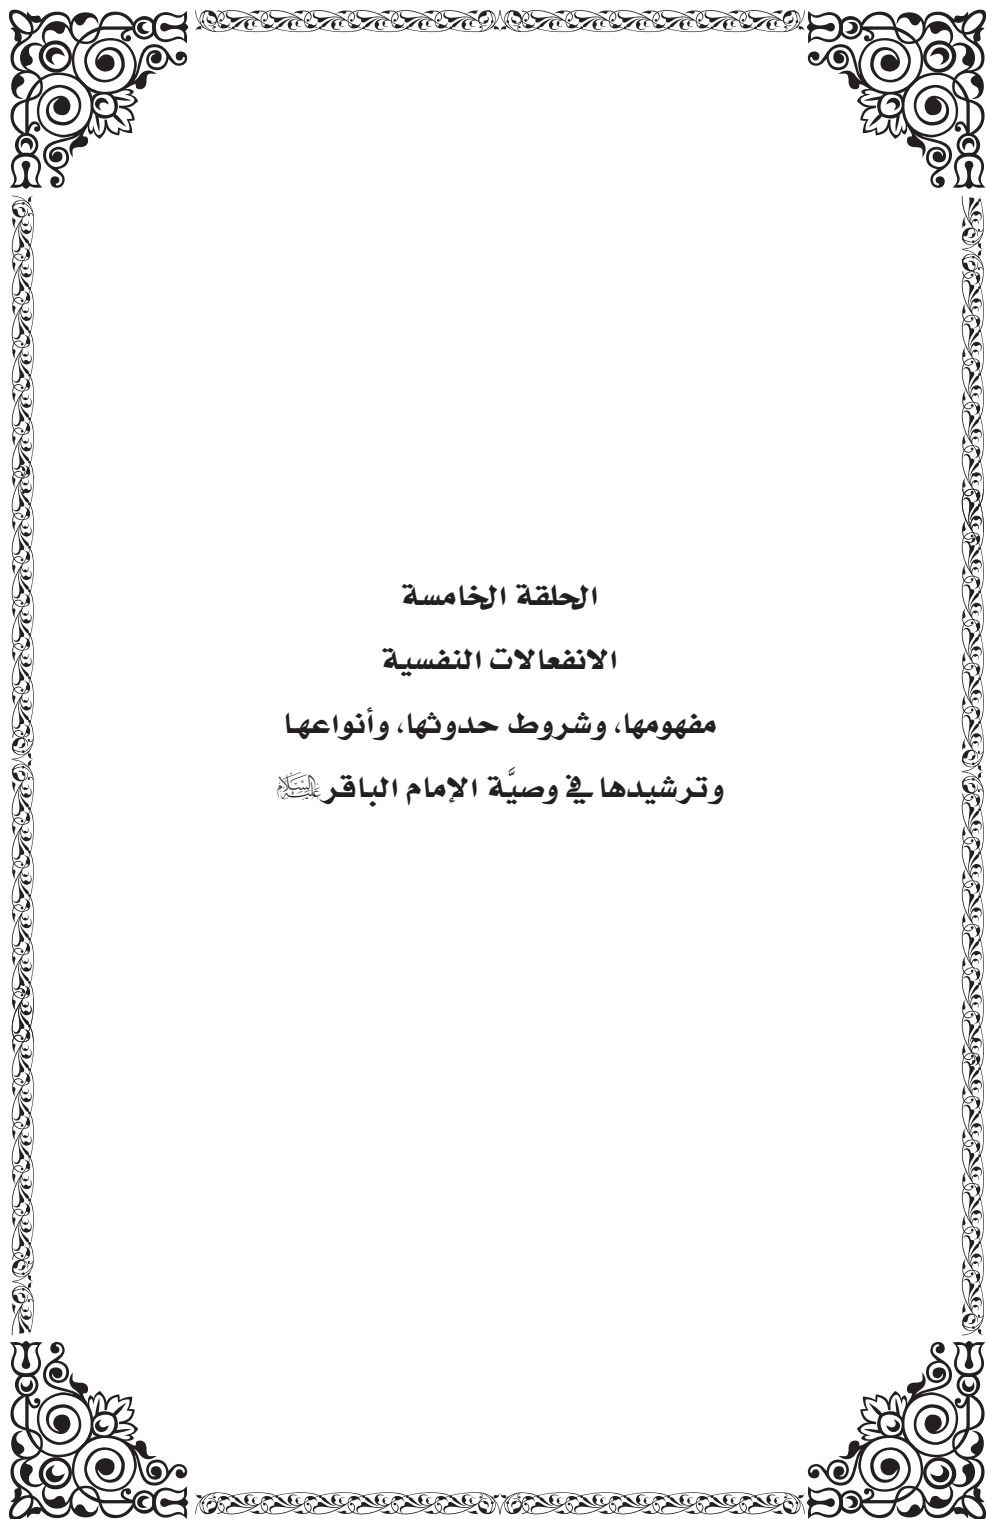 الحلقة الخامسة
الانفعالات النفسية
مفهومها، وشروط حدوثها، وأنواعها
وترشيدها في وصيَّة الإمام الباقر عليه السلام